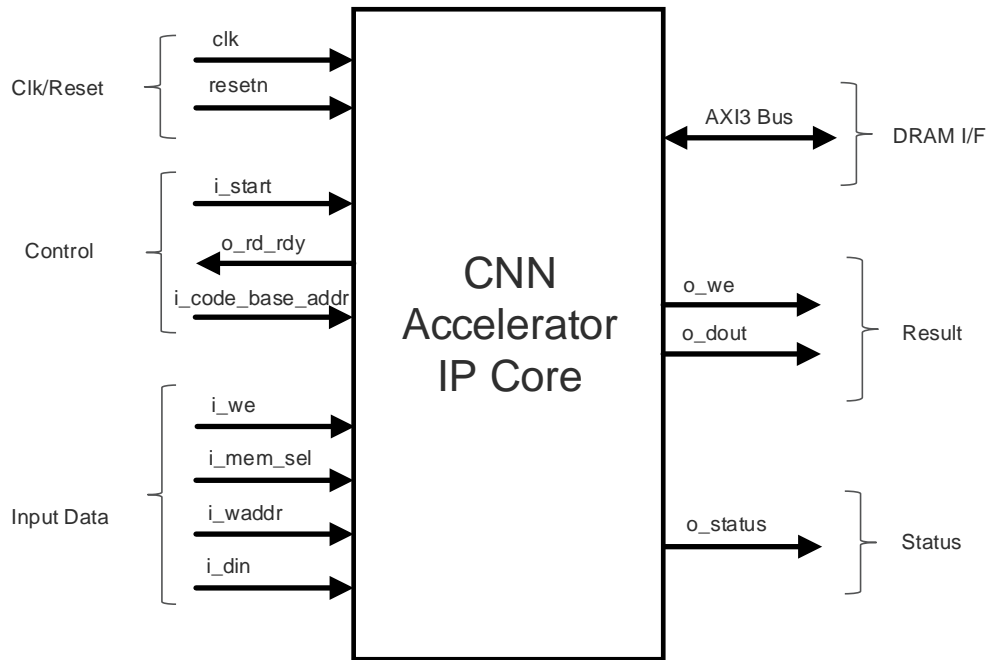 clk
Clk/Reset
resetn
AXI3 Bus
DRAM I/F
i_start
Control
o_rd_rdy
i_code_base_addr
CNN
Accelerator
IP Core
o_we
o_dout
Result
i_we
i_mem_sel
Input Data
i_waddr
i_din
o_status
Status